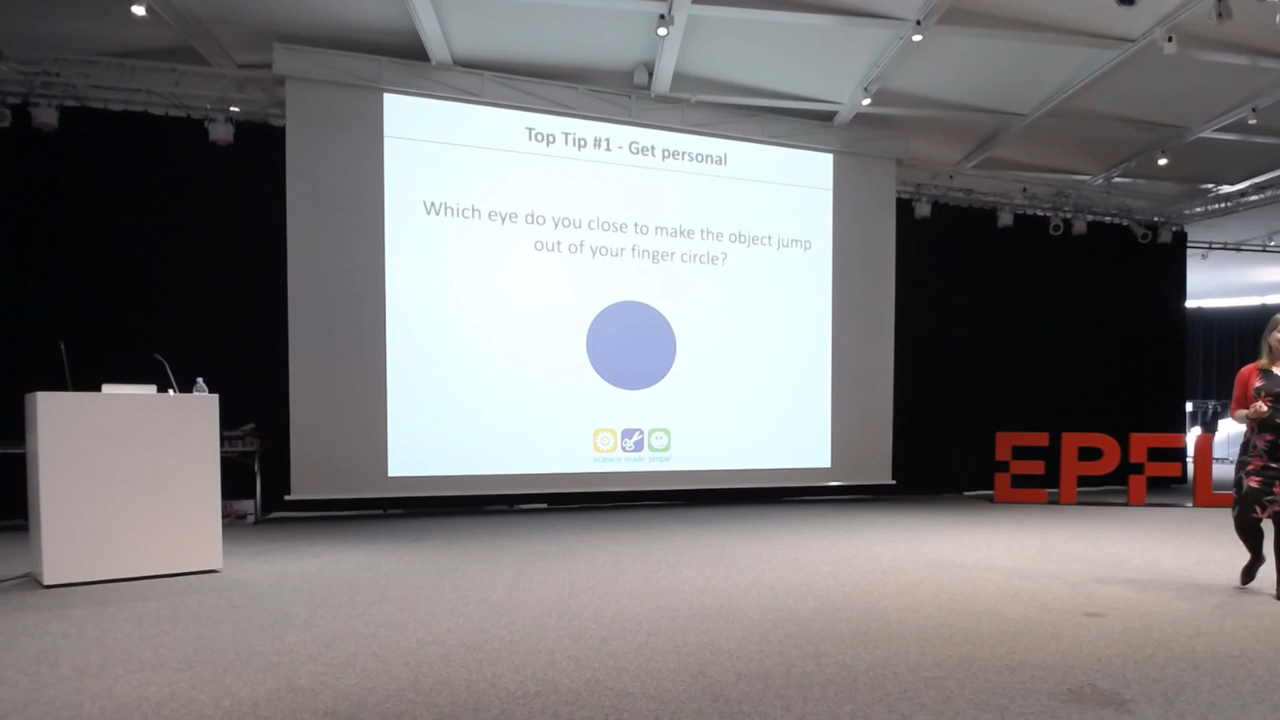 Top Tip #1 - Get personal
Which eye do you close to make the object jump
out of your finger circle?
science made simple
EPFL